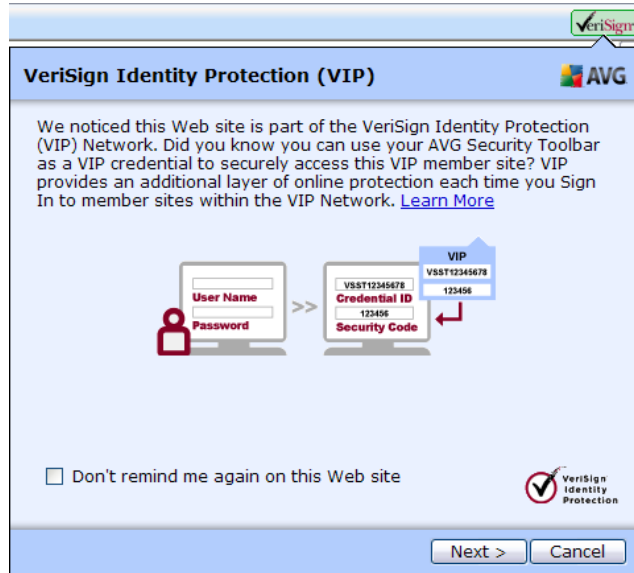 VeriSign
VeriSign Identity Protection (VIP)
AVG
We noticed this Web site is part of the VeriSign Identity Protection
(VIP) Network. Did you know you can use your AVG Security Toolbar
as a VIP credential to securely access this VIP member site? VIP
provides an additional layer of online protection each time you Sign
In to member sites within the VIP Network. Learn More
User Name
Password
>>
VSST12345678
Credential ID
123456
Security Code
VIP
VSST12345678
123456
Don't remind me again on this Web site
VeriSign
Identity
Protection
Next >
Cancel